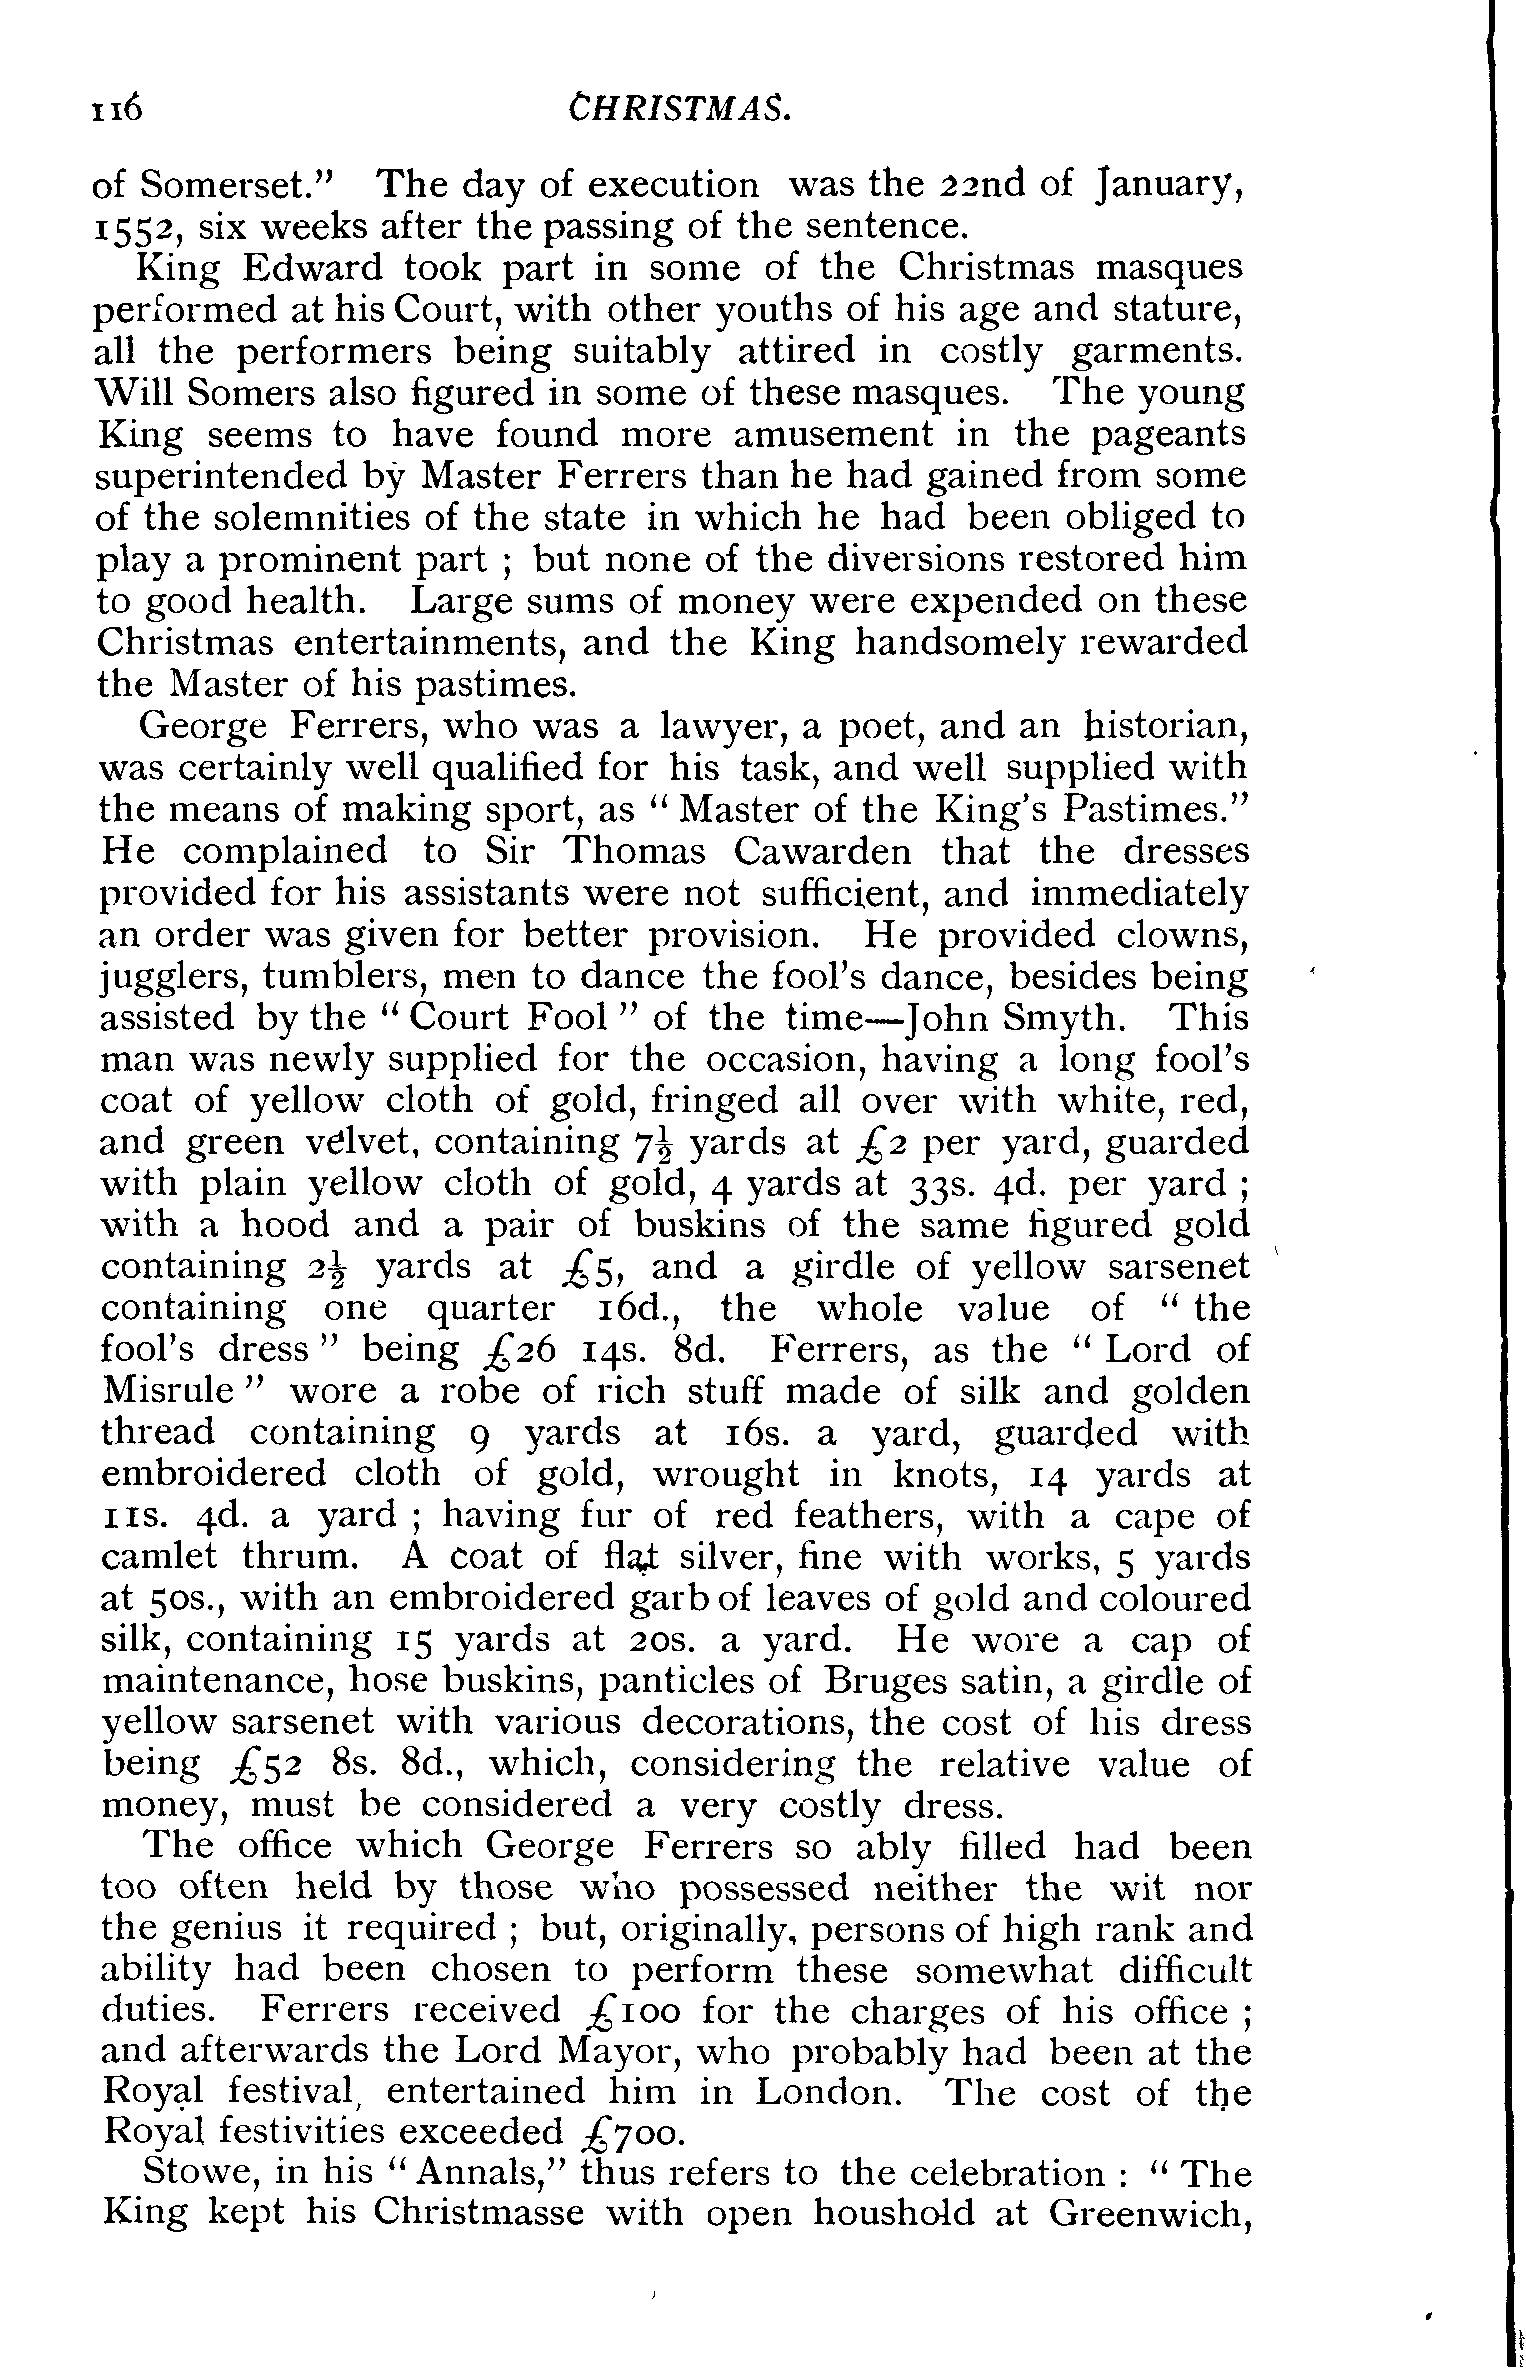 116 CHRISTMAS.
of Somerset." The day of execution was the 22nd of January,
1552, six weeks after the passing of the sentence.
King Edward took part in some of the Christmas masques
performed at his Court, with other youths of his age and stature,
all the performers being suitably attired in costly garments.
Will Somers also figured in some of these masques. The young
King seems to have found more amusement in the pageants
superintended by Master Ferrers than he had gained from some
of the solemnities of the state in which he had been obliged to
play a prominent part ; but none of the diversions restored him
to good health. Large sums of money were expended on these
Christmas entertainments, and the King handsomely rewarded
the Master of his pastimes.
George Ferrers, who was a lawyer, a poet, and an historian,
was certainly well qualified for his task, and well supplied with
the means of making sport, as " Master of the King's Pastimes."
He complained to Sir Thomas Cawarden that the dresses
provided for his assistants were not sufficient, and immediately
an order was given for better provision. He provided clowns,
jugglers, tumblers, men to dance the fool's dance, besides being
assisted by the " Court Fool " of the time—John Smyth. This
man was newly supplied for the occasion, having a long fool's
coat of yellow cloth of gold, fringed all over with white, red,
and green velvet, containing 7½ yards at £2 per yard, guarded
with plain yellow cloth of gold, 4 yards at 33s. 4d. per yard ;
with a hood and a pair of buskins of the same figured gold
containing 2½ yards at £5, and a girdle of yellow sarsenet
containing one quarter 16d., the whole value of " the
fool's dress " being £26 14s. 8d. Ferrers, as the " Lord of
Misrule " wore a robe of rich stuff made of silk and golden
thread containing 9 yards at 16s. a yard, guarded with
embroidered cloth of gold, wrought in knots, 14 yards at
11s. 4d. a yard ; having fur of red feathers, with a cape of
camlet thrum. A coat of flat silver, fine with works, 5 yards
at 50s., with an embroidered garb of leaves of gold and coloured
silk, containing 15 yards at 20s. a yard. He wore a cap of
maintenance, hose buskins, panticles of Bruges satin, a girdle of
yellow sarsenet with various decorations, the cost of his dress
being £52 8s. 8d., which, considering the relative value of
money, must be considered a very costly dress.
The office which George Ferrers so ably filled had been
too often held by those who possessed neither the wit nor
the genius it required ; but, originally, persons of high rank and
ability had been chosen to perform these somewhat difficult
duties. Ferrers received £100 for the charges of his office ;
and afterwards the Lord Mayor, who probably had been at the
Royal festival, entertained him in London. The cost of the
Royal festivities exceeded £700.
Stowe, in his " Annals," thus refers to the celebration : " The
King kept his Christmasse with open houshold at Greenwich,